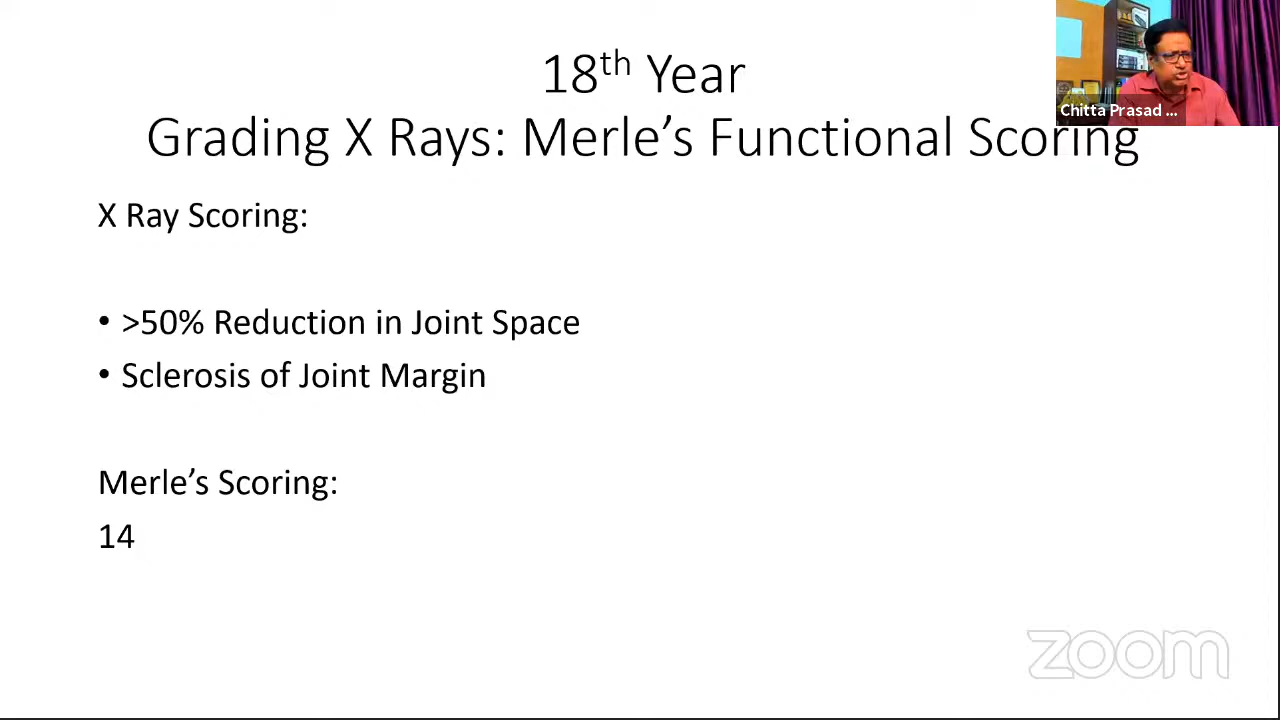 18th Year
Grading X Rays: Merle's Functional Scoring
Chitta Prasad ...
X Ray Scoring:
• >50% Reduction in Joint Space
• Sclerosis of Joint Margin
Merle's Scoring:
14
zoom